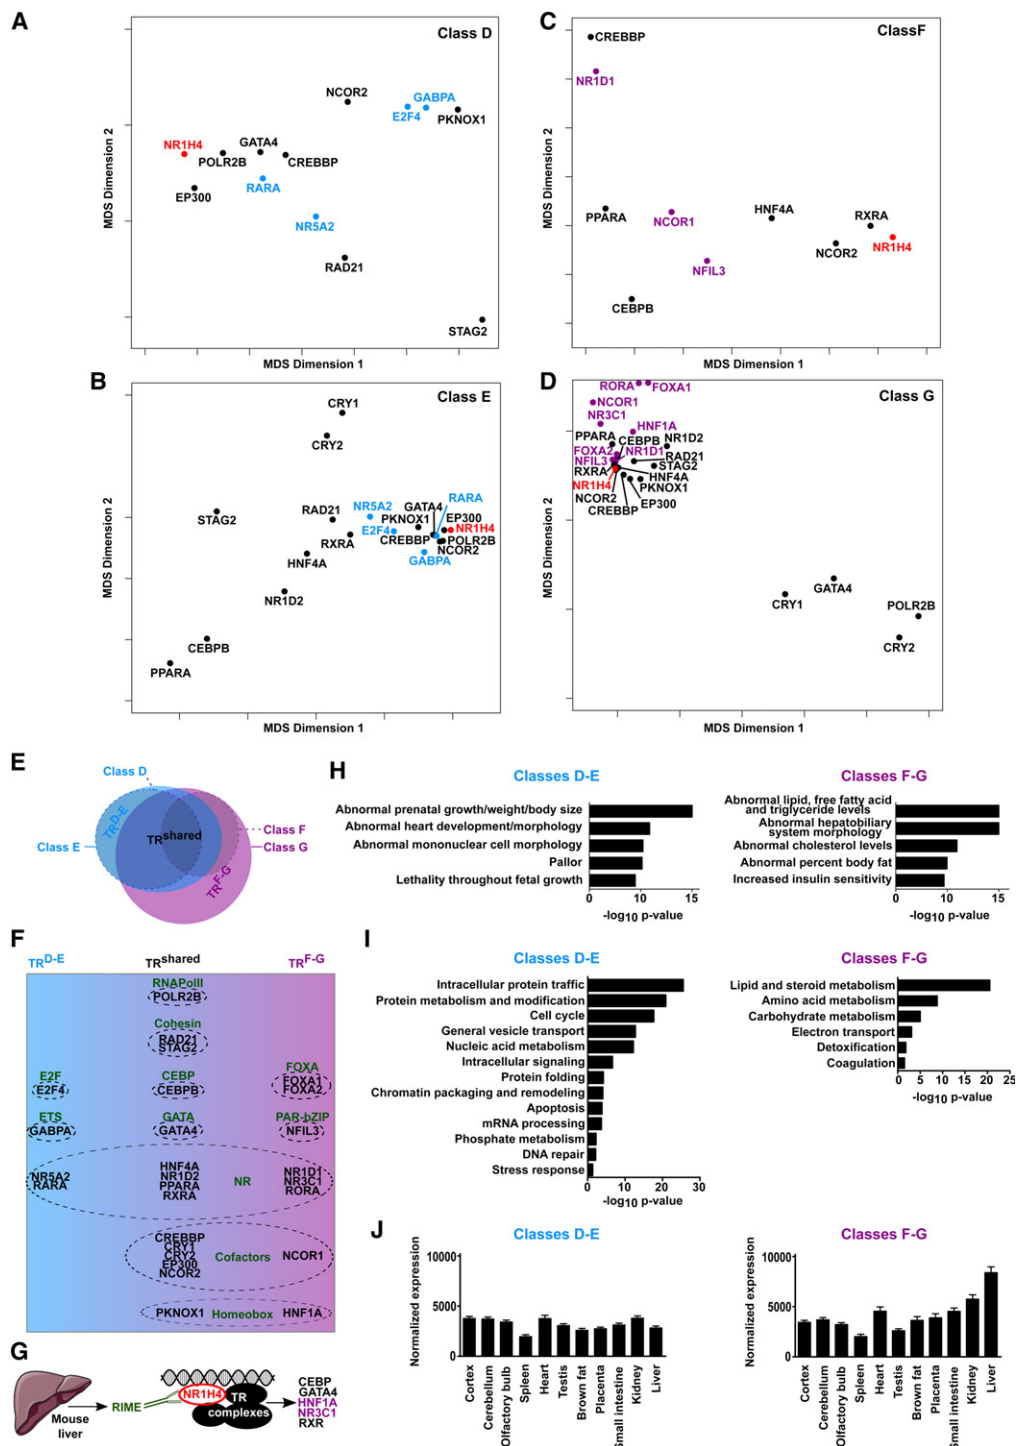 A
Class D
NCOR2
GABPA
E2F4
PKNOX1
NR1H4
GATA4
POLR2B
CREBBP
EP300
RARA
NR5A2
RAD21
STAG2
MDS Dimension 2
MDS Dimension 1
C
ClassF
CREBBP
NR1D1
PPARA
NCOR1
HNF4A
RXRA
NR1H4
NCOR2
NFIL3
CEBPB
MDS Dimension 2
MDS Dimension 1
B
Class E
CRY1
CRY2
STAG2
RAD21
RXRA
HNF4A
NR1D2
CEBPB
PPARA
NR5A2
GATA4
RARA
PKNOX1
EP300
E2F4
NR1H4
CREBBP
POLR2B
NCOR2
GABPA
MDS Dimension 2
MDS Dimension 1
D
Class G
RORA
FOXA1
NCOR1
NR3C1
HNF1A
PPARA
CEBPB
NR1D2
FOXA2
NR1D1
RAD21
NFIL3
STAG2
RXRA
HNF4A
NR1H4
PKNOX1
NCOR2
EP300
CREBBP
CRY1
GATA4
POLR2B
CRY2
MDS Dimension 2
MDS Dimension 1
E
Class D
TR D-E
TR shared
Class E
Class F
Class G
TR F-G
F
TR D-E
TR shared
TR F-G
RNAPolII
POLR2B
Cohesin
RAD21
STAG2
E2F
E2F4
CEBP
CEBPB
FOXA
FOXA1
FOXA2
ETS
GABPA
GATA
GATA4
PAR-bZIP
NFIL3
NR5A2
RARA
HNF4A
NR1D2
PPARA
RXRA
NR
NR1D1
NR3C1
RORA
CREBBP
CRY1
CRY2
EP300
NCOR2
Cofactors
NCOR1
PKNOX1
Homeobox
HNF1A
G
Mouse
liver
RIME
NR1H4
TR
complexes
CEBP
GATA4
HNF1A
NR3C1
RXR
H
Classes D-E
Abnormal prenatal growth/weight/body size
Abnormal heart development/morphology
Abnormal mononuclear cell morphology
Pallor
Lethality throughout fetal growth
0 10 15
-log10 p-value
Classes F-G
Abnormal lipid, free fatty acid
and triglyceride levels
Abnormal hepatobiliary
system morphology
Abnormal cholesterol levels
Abnormal percent body fat
Increased insulin sensitivity
0 10 15
-log10 p-value
I
Classes D-E
Intracellular protein traffic
Protein metabolism and modification
Cell cycle
General vesicle transport
Nucleic acid metabolism
Intracellular signaling
Protein folding
Chromatin packaging and remodeling
Apoptosis
mRNA processing
Phosphate metabolism
DNA repair
Stress response
0 10 20 30
-log10 p-value
Classes F-G
Lipid and steroid metabolism
Amino acid metabolism
Carbohydrate metabolism
Electron transport
Detoxification
Coagulation
0 5 10 15 20 25
-log10 p-value
J
Classes D-E
Normalized expression
10000
5000
0
Cortex
Cerebellum
Olfactory bulb
Spleen
Heart
Testis
Brown fat
Placenta
Small intestine
Kidney
Liver
Classes F-G
Normalized expression
10000
5000
0
Cortex
Cerebellum
Olfactory bulb
Spleen
Heart
Testis
Brown fat
Placenta
Small intestine
Kidney
Liver